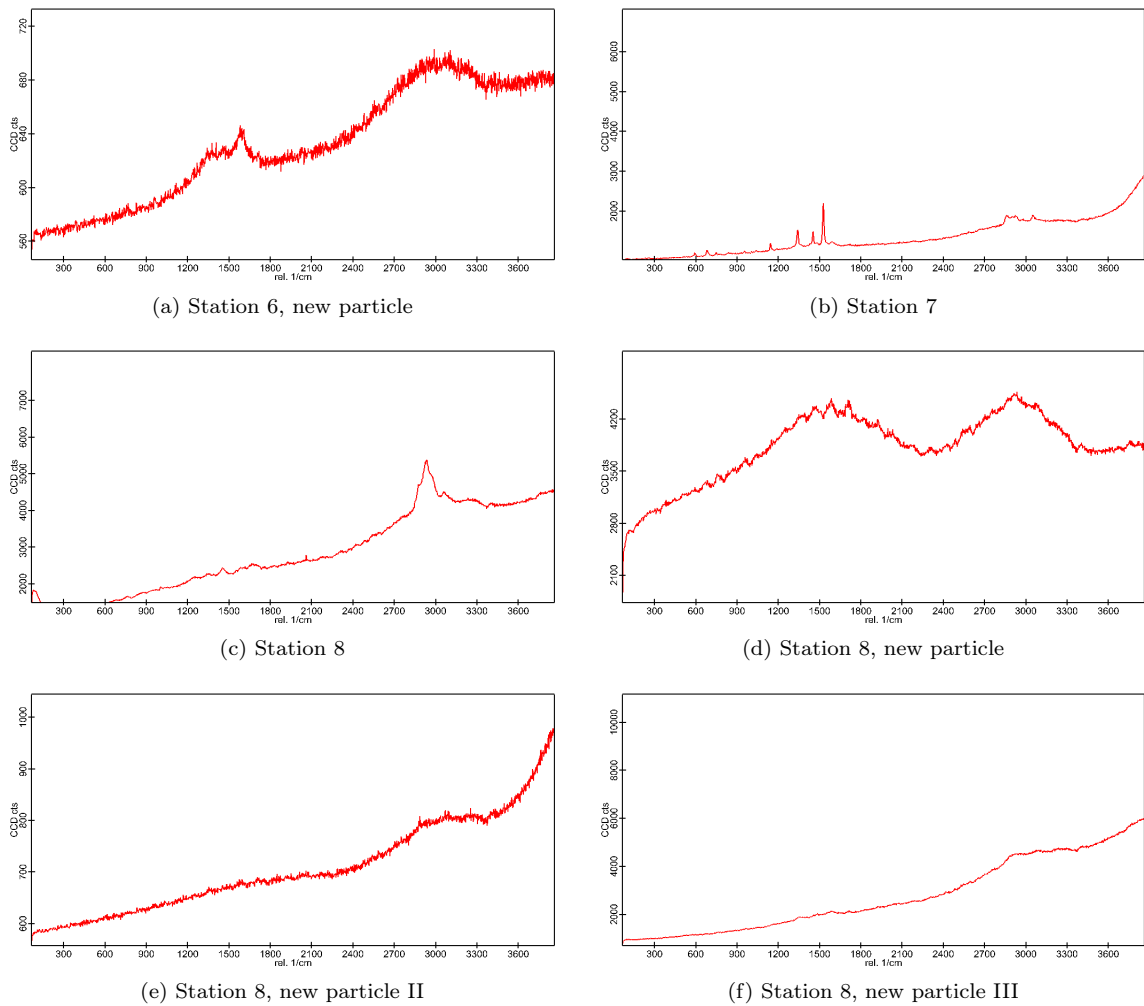 720
680
640
600
560
CCD cts
300 600 900 1200 1500 1800 2100 2400 2700 3000 3300 3600
rel. 1/cm
(a) Station 6, new particle
6000
5000
4000
3000
2000
CCD cts
300 600 900 1200 1500 1800 2100 2400 2700 3000 3300 3600
rel. 1/cm
(b) Station 7
7000
6000
5000
4000
3000
2000
CCD cts
300 600 900 1200 1500 1800 2100 2400 2700 3000 3300 3600
rel. 1/cm
(c) Station 8
4200
3500
2800
2100
CCD cts
300 600 900 1200 1500 1800 2100 2400 2700 3000 3300 3600
rel. 1/cm
(d) Station 8, new particle
1000
900
800
700
600
CCD cts
300 600 900 1200 1500 1800 2100 2400 2700 3000 3300 3600
rel. 1/cm
(e) Station 8, new particle II
10000
8000
6000
4000
2000
CCD cts
300 600 900 1200 1500 1800 2100 2400 2700 3000 3300 3600
rel. 1/cm
(f) Station 8, new particle III